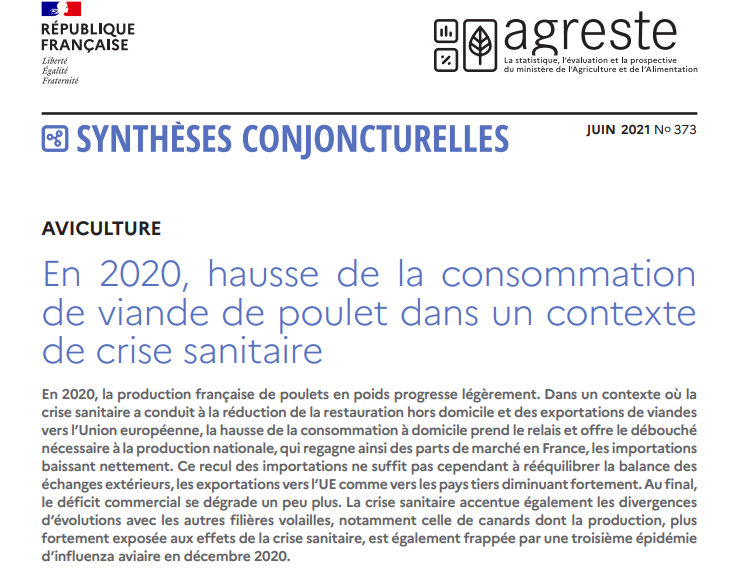 RÉPUBLIQUE
FRANÇAISE
Liberté
Égalité
Fraternité
agreste
La statistique, l'évaluation et la prospective
du ministère de l'Agriculture et de l'Alimentation
SYNTHÈSES CONJONCTURELLES
JUIN 2021 No 373
AVICULTURE
En 2020, hausse de la consommation
de viande de poulet dans un contexte
de crise sanitaire
En 2020, la production française de poulets en poids progresse légèrement. Dans un contexte où la
crise sanitaire a conduit à la réduction de la restauration hors domicile et des exportations de viandes
vers l'Union européenne, la hausse de la consommation à domicile prend le relais et offre le débouché
nécessaire à la production nationale, qui regagne ainsi des parts de marché en France, les importations
baissant nettement. Ce recul des importations ne suffit pas cependant à rééquilibrer la balance des
échanges extérieurs, les exportations vers l'UE comme vers les pays tiers diminuant fortement. Au final,
le déficit commercial se dégrade un peu plus. La crise sanitaire accentue également les divergences
d'évolutions avec les autres filières volailles, notamment celle de canards dont la production, plus
fortement exposée aux effets de la crise sanitaire, est également frappée par une troisième épidémie
d'influenza aviaire en décembre 2020.